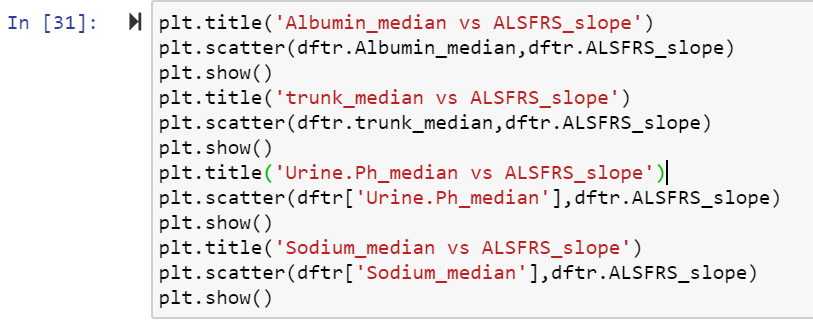 In [31]:
plt.title('Albumin_median vs ALSFRS_slope')
plt.scatter(dftr.Albumin_median,dftr.ALSFRS_slope)
plt.show()
plt.title('trunk_median vs ALSFRS_slope')
plt.scatter(dftr.trunk_median,dftr.ALSFRS_slope)
plt.show()
plt.title('Urine.Ph_median vs ALSFRS_slope')
plt.scatter(dftr['Urine.Ph_median'],dftr.ALSFRS_slope)
plt.show()
plt.title('Sodium_median vs ALSFRS_slope')
plt.scatter(dftr['Sodium_median'],dftr.ALSFRS_slope)
plt.show()